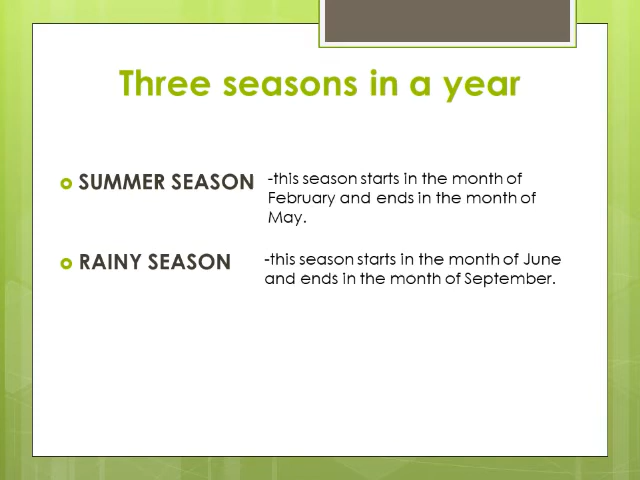 Three seasons in a year
SUMMER SEASON
-this season starts in the month of
February and ends in the month of
May.
RAINY SEASON
-this season starts in the month of June
and ends in the month of September.